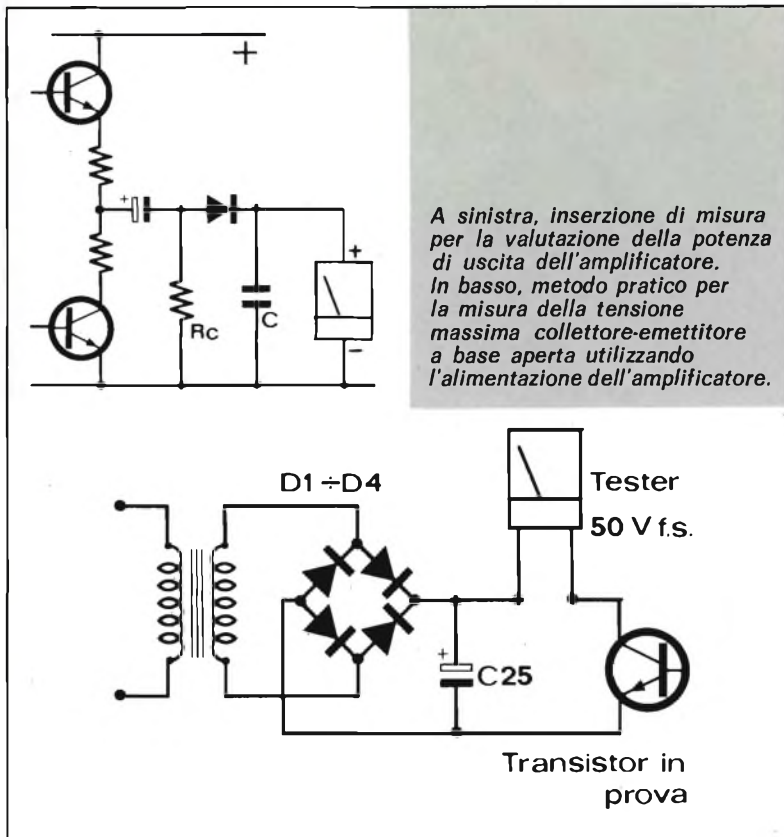 +
+
Rc
C
+
−
A sinistra, inserzione di misura
per la valutazione della potenza
di uscita dell'amplificatore.
In basso, metodo pratico per
la misura della tensione
massima collettore-emettitore
a base aperta utilizzando
l'alimentazione dell'amplificatore.
D1 ÷ D4
Tester
50 V f.s.
+
C25
Transistor in
prova